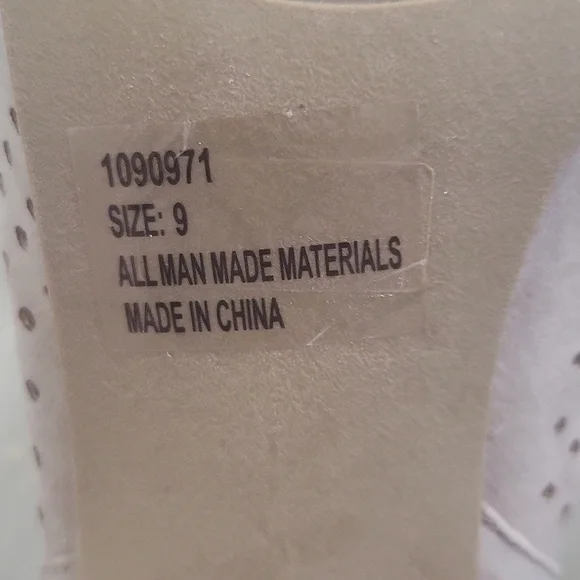 1090971
SIZE: 9
ALL MAN MADE MATERIALS
MADE IN CHINA